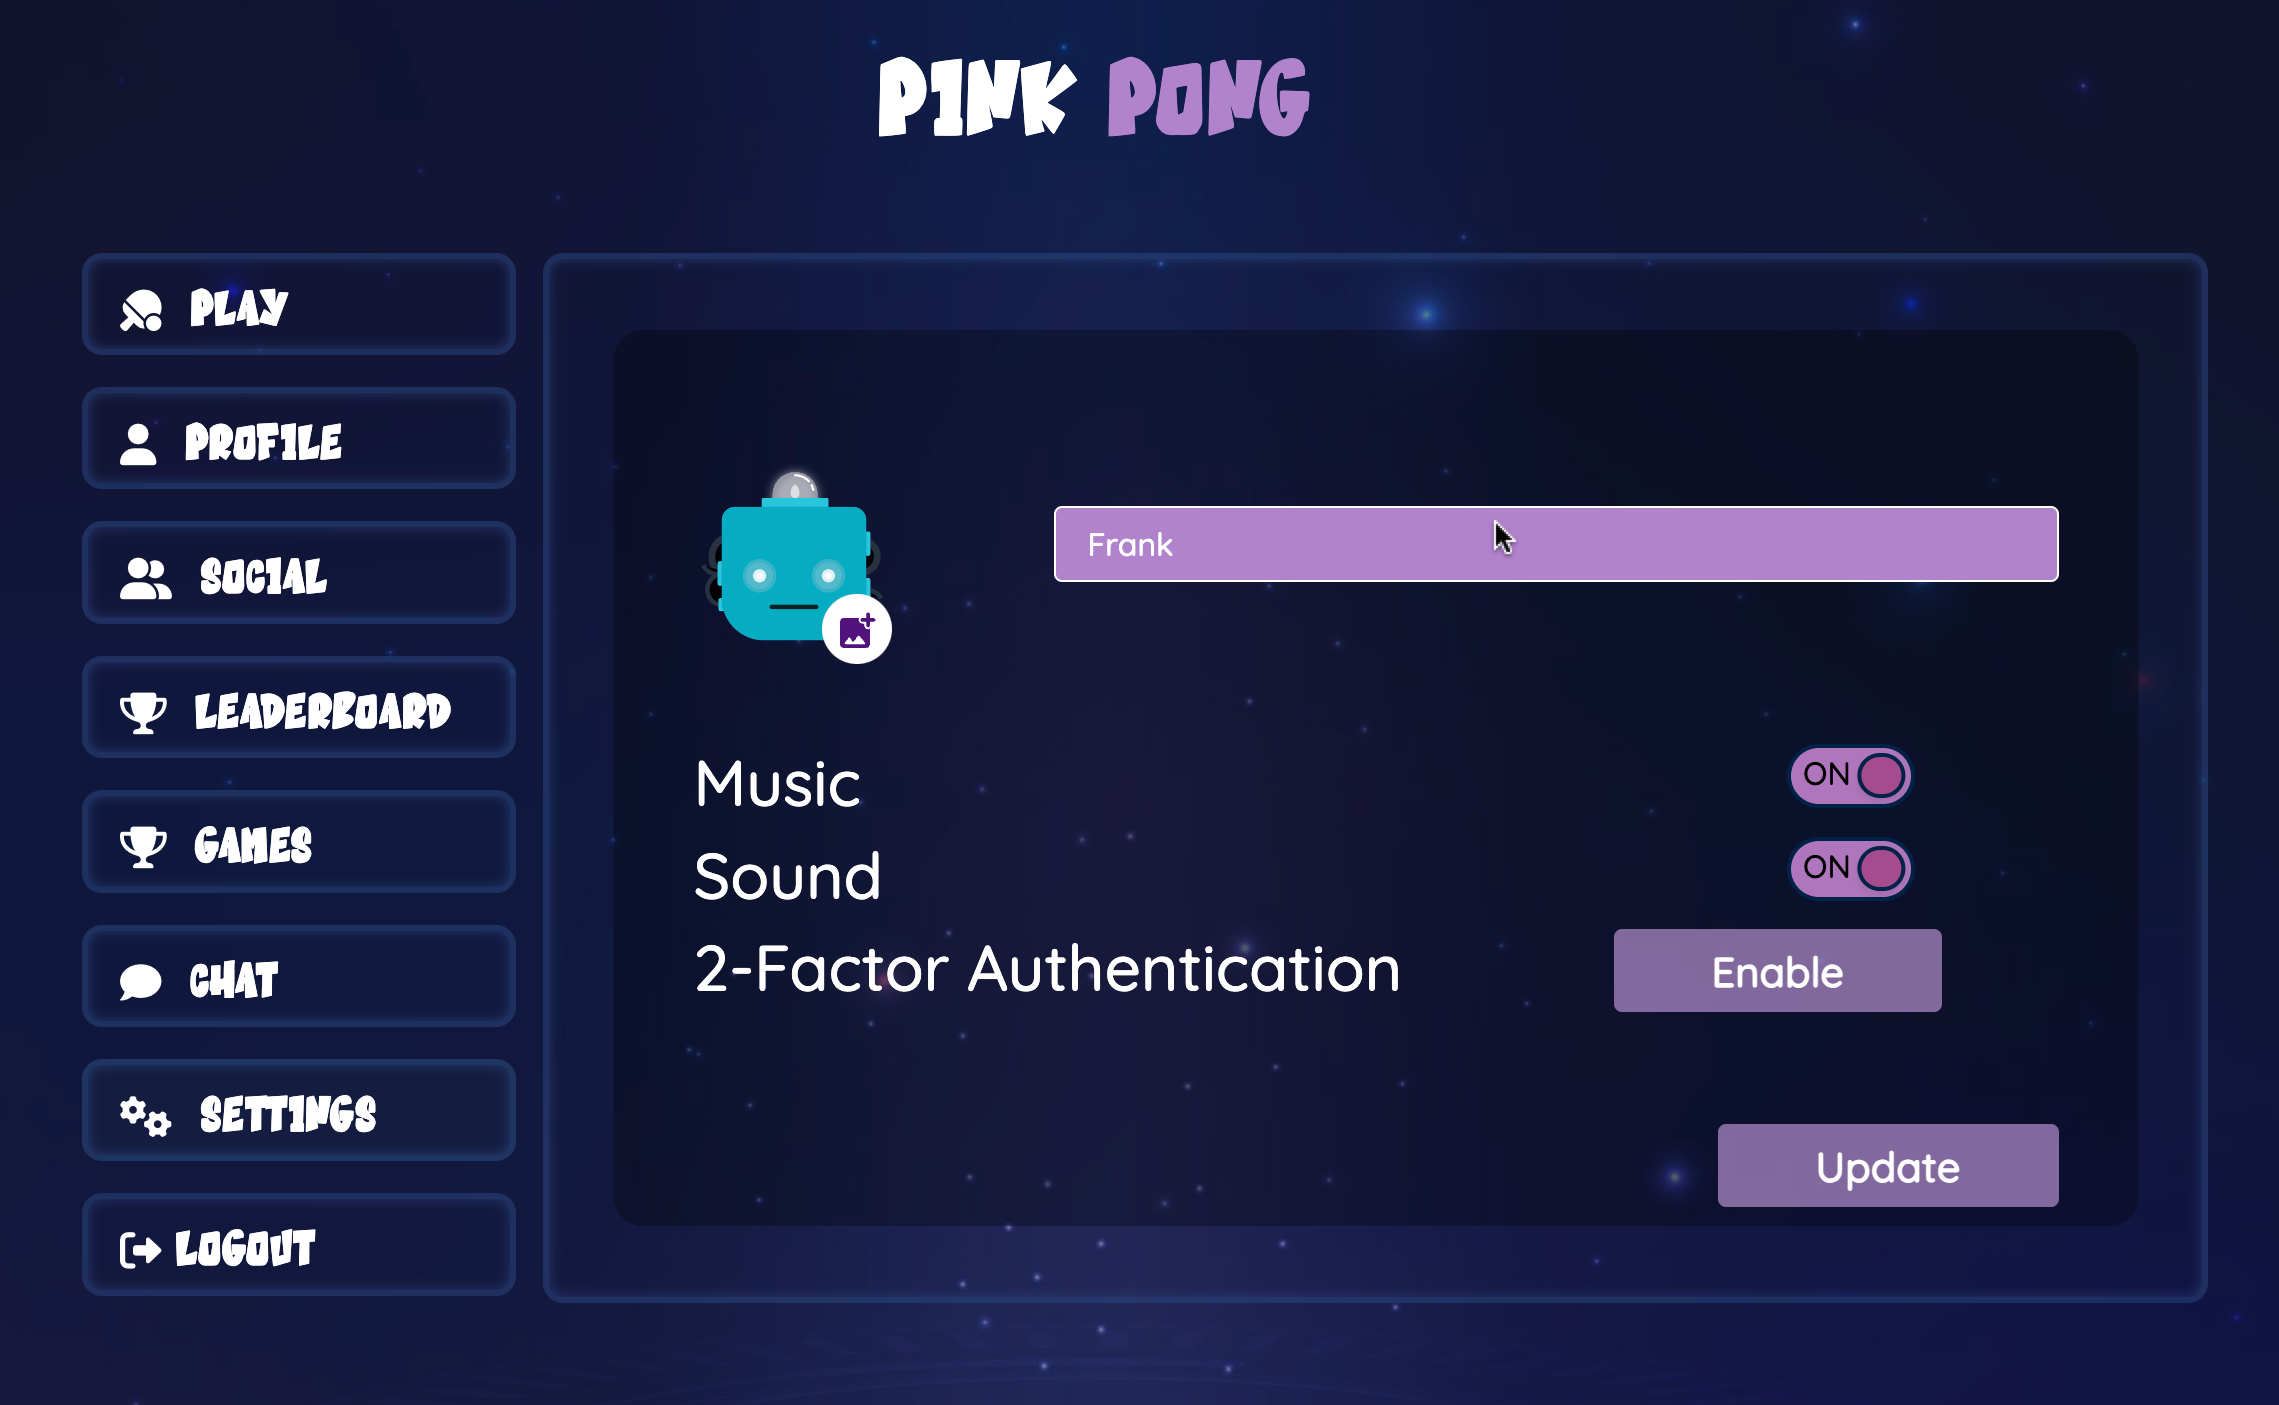 PINK PONG
PLAY
PROFILE
SOCIAL
LEADERBOARD
GAMES
CHAT
SETTINGS
LOGOUT
Frank
Music ON
Sound ON
2-Factor Authentication Enable
Update